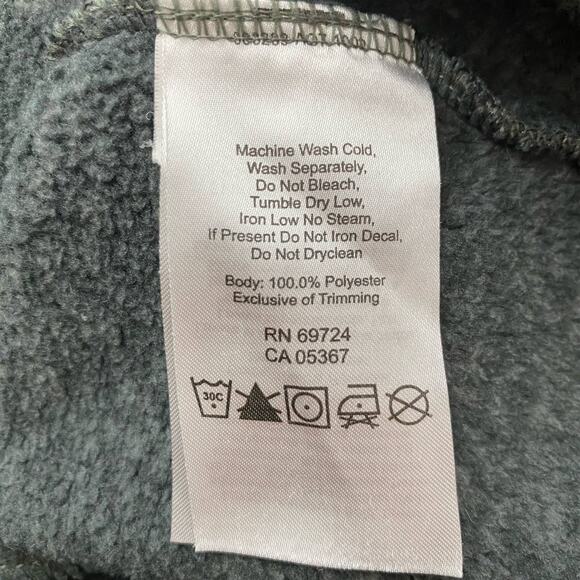 Machine Wash Cold,
Wash Separately,
Do Not Bleach,
Tumble Dry Low,
Iron Low No Steam,
If Present Do Not Iron Decal,
Do Not Dryclean
Body: 100.0% Polyester
Exclusive of Trimming
RN 69724
CA 05367
30C